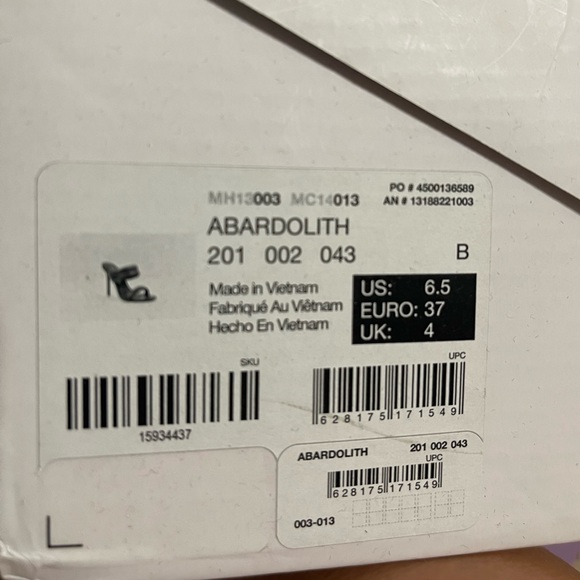 MH13003 MC14013
PO # 4500136589
AN # 13188221003
ABARDOLITH
201 002 043
B
Made in Vietnam
Fabriqué Au Viêtnam
Hecho En Vietnam
US: 6.5
EURO: 37
UK: 4
SKU
15934437
UPC
628175171549
ABARDOLITH 201 002 043
UPC
628175171549
003-013